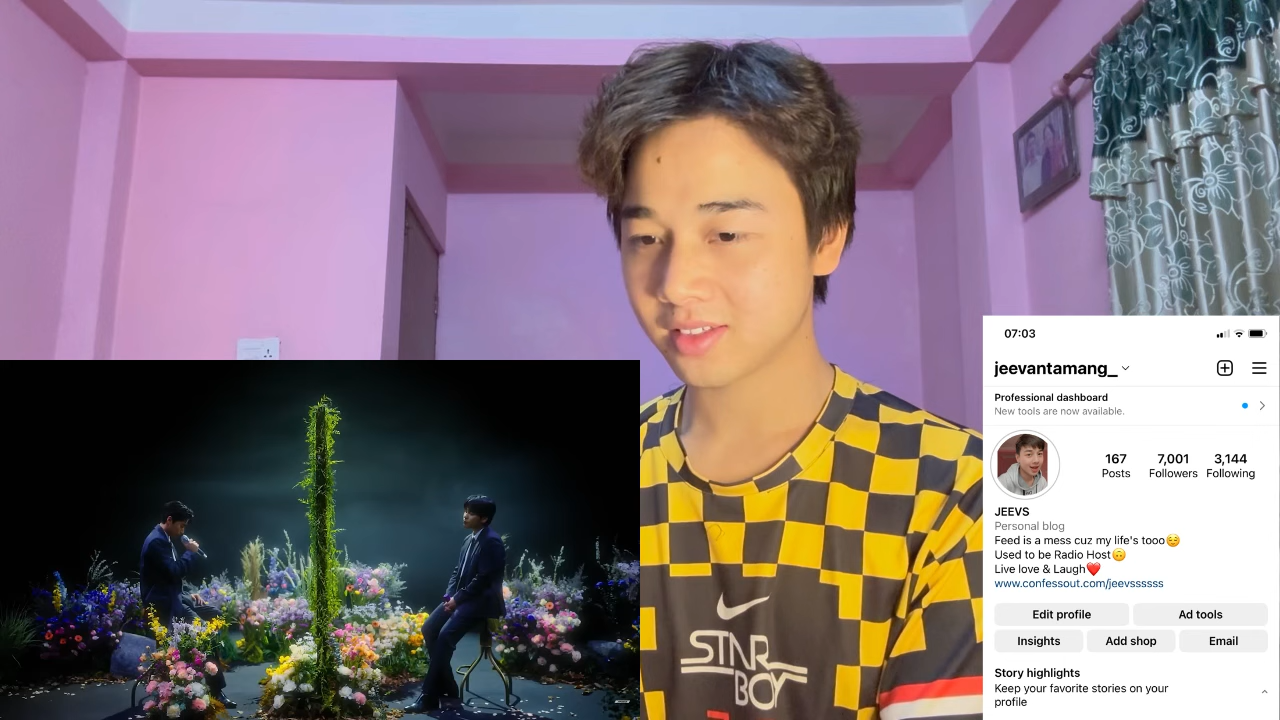 STAR
BOY
07:03
jeevantamang_
Professional dashboard
New tools are now available.
167
7,001
3,144
Posts
Followers
Following
JEEVS
Personal blog
Feed is a mess cuz my life's tooo😌
Used to be Radio Host🙃
Live love & Laugh❤️
www.confessout.com/jeevssssss
Edit profile
Ad tools
Insights
Add shop
Email
Story highlights
Keep your favorite stories on your
profile